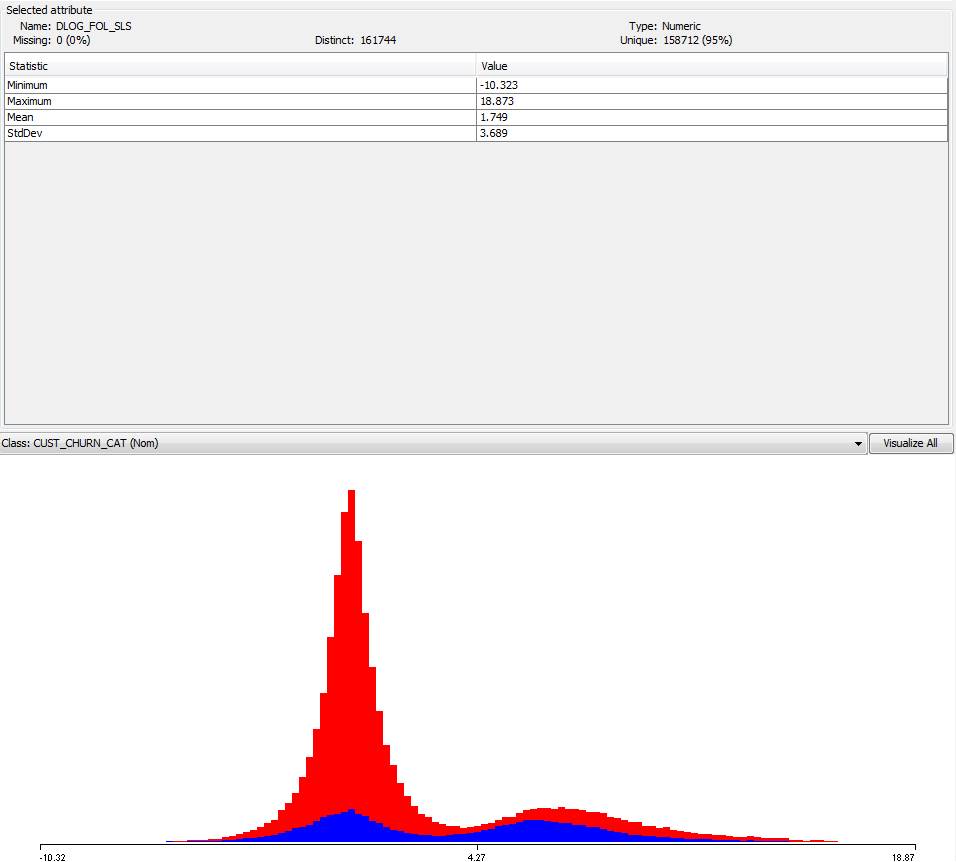 Selected attribute
Name: DLOG_FOL_SLS Type: Numeric
Missing: 0 (0%) Distinct: 161744 Unique: 158712 (95%)
Statistic Value
Minimum -10.323
Maximum 18.873
Mean 1.749
StdDev 3.689
Class: CUST_CHURN_CAT (Nom) Visualize All
-10.32 4.27 18.87